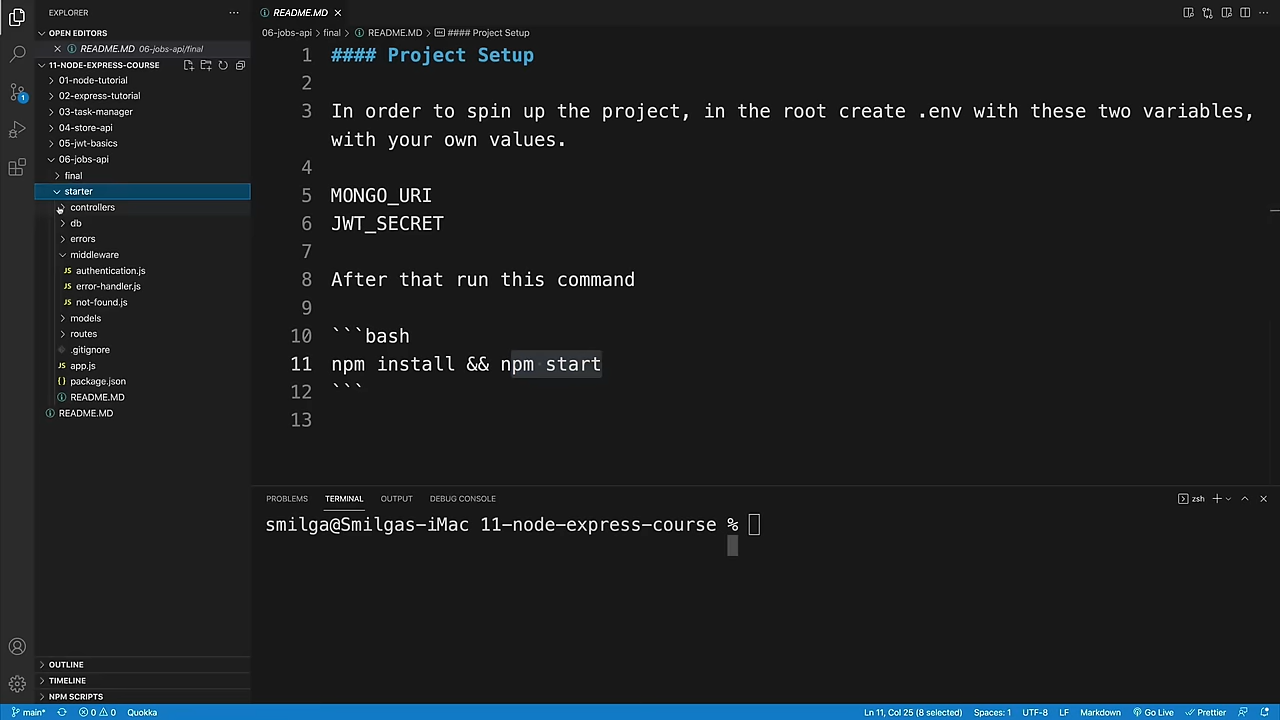 EXPLORER
OPEN EDITORS
README.MD 06-jobs-api/final
11-NODE-EXPRESS-COURSE
01-node-tutorial
02-express-tutorial
03-task-manager
04-store-api
05-jwt-basics
06-jobs-api
final
starter
controllers
db
errors
middleware
JS authentication.js
JS error-handler.js
JS not-found.js
models
routes
.gitignore
JS app.js
{} package.json
README.MD
README.MD
OUTLINE
TIMELINE
NPM SCRIPTS
README.MD
06-jobs-api > final > README.MD > #### Project Setup
1 #### Project Setup
2
3 In order to spin up the project, in the root create .env with these two variables,
with your own values.
4
5 MONGO_URI
6 JWT_SECRET
7
8 After that run this command
9
10 ```bash
11 npm install && npm start
12 ```
13
PROBLEMS TERMINAL OUTPUT DEBUG CONSOLE zsh
smilga@Smilgas-iMac 11-node-express-course %
1
main* 0 0 Quokka Ln 11, Col 25 (8 selected) Spaces: 1 UTF-8 LF Markdown Go Live Prettier